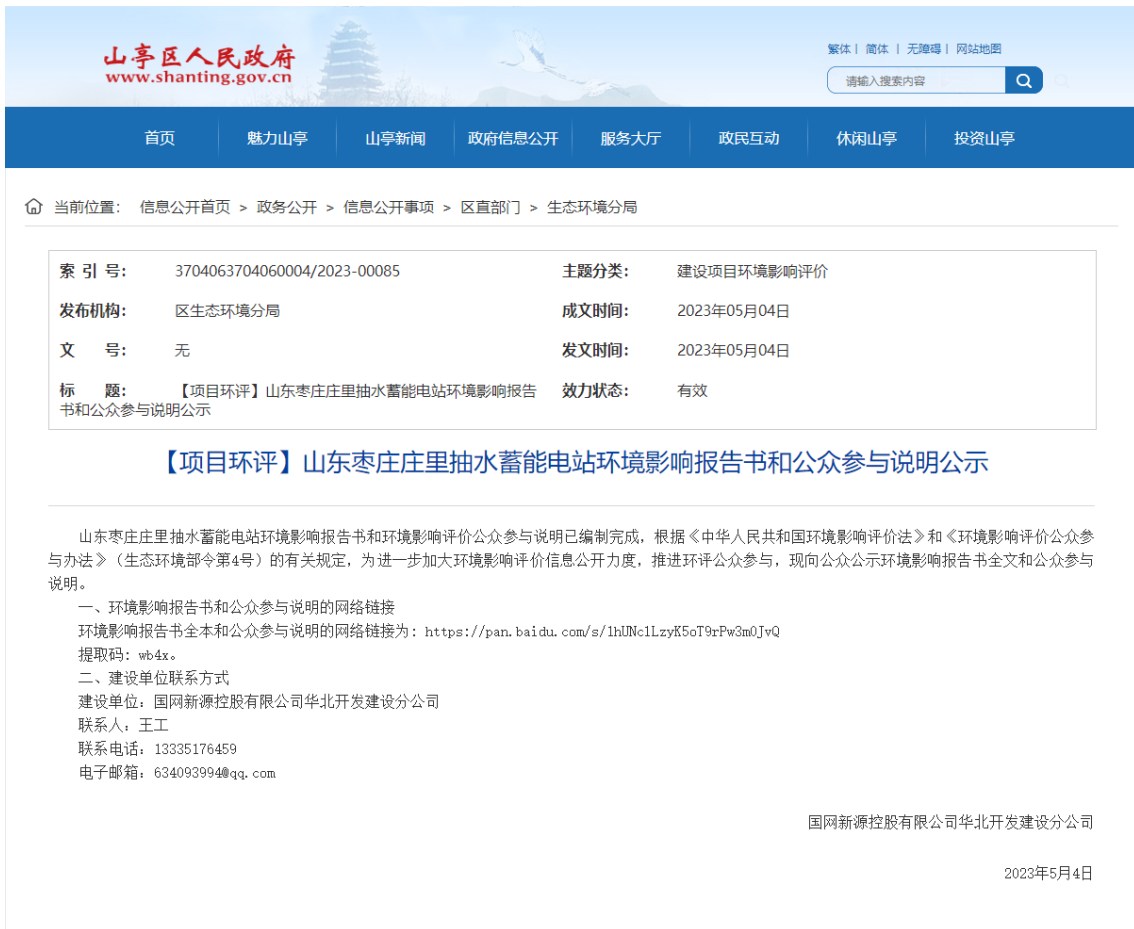 山亭区人民政府
www.shanting.gov.cn
繁体 | 简体 | 无障碍 | 网站地图
请输入搜索内容
首页 魅力山亭 山亭新闻 政府信息公开 服务大厅 政民互动 休闲山亭 投资山亭
当前位置： 信息公开首页 > 政务公开 > 信息公开事项 > 区直部门 > 生态环境分局
索 引 号： 3704063704060004/2023-00085 主题分类： 建设项目环境影响评价
发布机构： 区生态环境分局 成文时间： 2023年05月04日
文 号： 无 发文时间： 2023年05月04日
标 题： 【项目环评】山东枣庄庄里抽水蓄能电站环境影响报告 效力状态： 有效
书和公众参与说明公示
【项目环评】山东枣庄庄里抽水蓄能电站环境影响报告书和公众参与说明公示
山东枣庄庄里抽水蓄能电站环境影响报告书和环境影响评价公众参与说明已编制完成，根据《中华人民共和国环境影响评价法》和《环境影响评价公众参
与办法》（生态环境部令第4号）的有关规定，为进一步加大环境影响评价信息公开力度，推进环评公众参与，现向公众公示环境影响报告书全文和公众参与
说明。
一、环境影响报告书和公众参与说明的网络链接
环境影响报告书全本和公众参与说明的网络链接为：https://pan.baidu.com/s/1hUNc1LzyK5oT9rPw3m0JvQ
提取码：wb4x。
二、建设单位联系方式
建设单位：国网新源控股有限公司华北开发建设分公司
联系人：王工
联系电话：13335176459
电子邮箱：634093994@qq.com
国网新源控股有限公司华北开发建设分公司
2023年5月4日